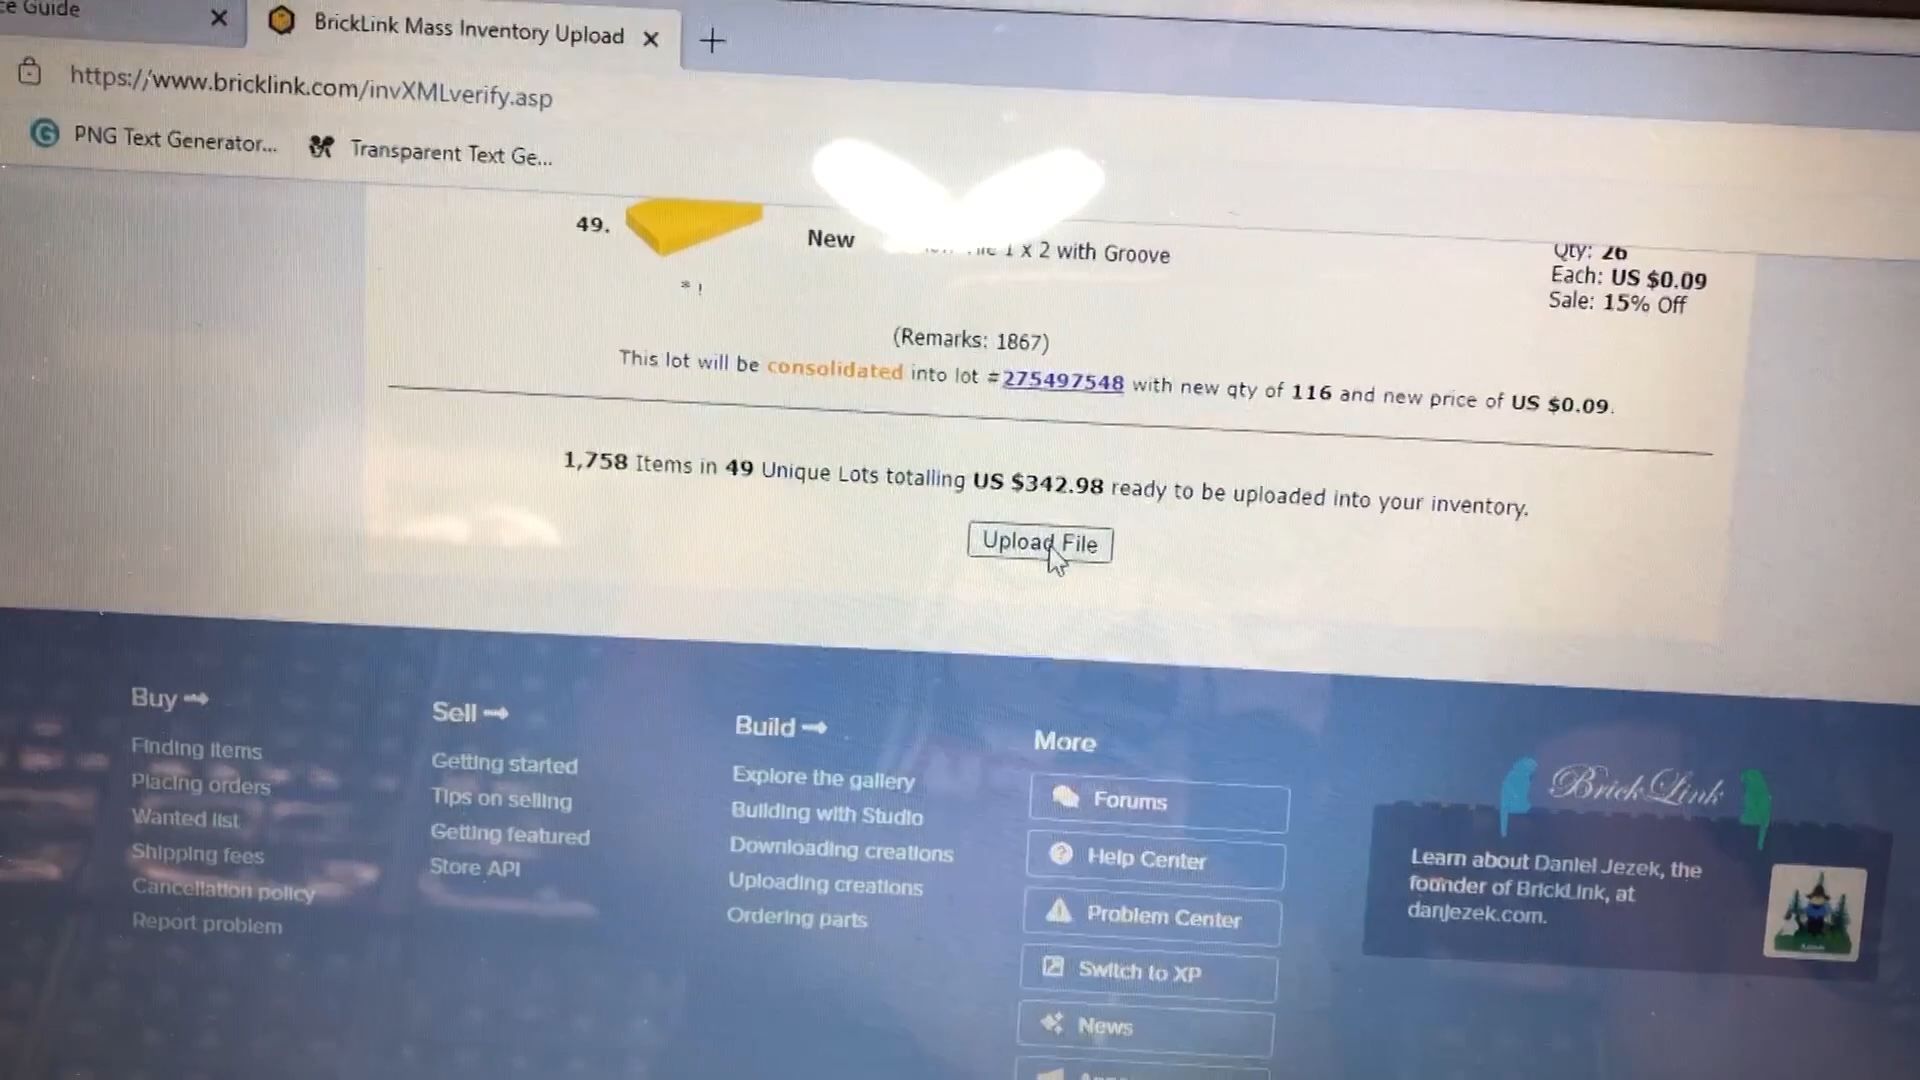 ce Guide
BrickLink Mass Inventory Upload
https://www.bricklink.com/invXMLverify.asp
PNG Text Generator...
Transparent Text Ge...
49.
New
1 x 2 with Groove
Qty: 26
Each: US $0.09
Sale: 15% Off
* !
(Remarks: 1867)
This lot will be consolidated into lot #275497548 with new qty of 116 and new price of US $0.09.
1,758 Items in 49 Unique Lots totalling US $342.98 ready to be uploaded into your inventory.
Upload File
Buy
Finding items
Placing orders
Wanted list
Shipping fees
Cancellation policy
Report problem
Sell
Getting started
Tips on selling
Getting featured
Store API
Build
Explore the gallery
Building with Studio
Downloading creations
Uploading creations
Ordering parts
More
Forums
Help Center
Problem Center
Switch to XP
News
BrickLink
Learn about Daniel Jezek, the
founder of BrickLink, at
danjezek.com.